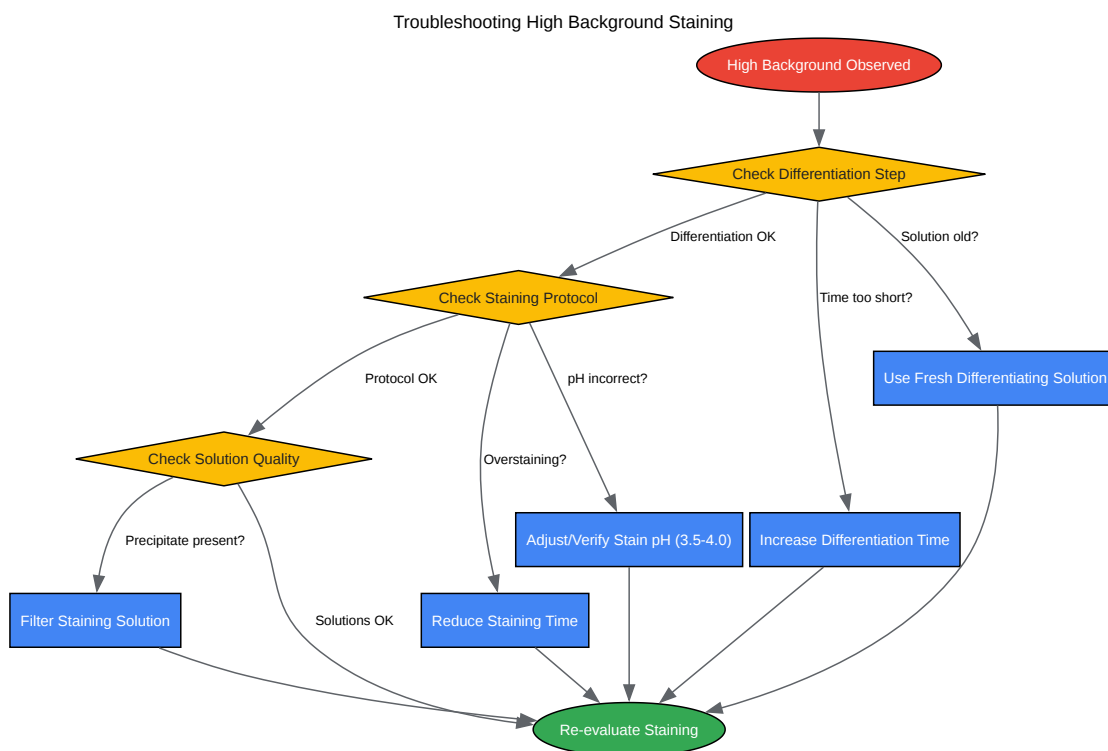 Troubleshooting High Background Staining
High Background Observed
Check Differentiation Step
Differentiation OK
Solution old?
Check Staining Protocol
Time too short?
Protocol OK
pH incorrect?
Use Fresh Differentiating Solution
Check Solution Quality
Overstaining?
Precipitate present?
Adjust/Verify Stain pH (3.5-4.0)
Increase Differentiation Time
Filter Staining Solution
Solutions OK
Reduce Staining Time
Re-evaluate Staining